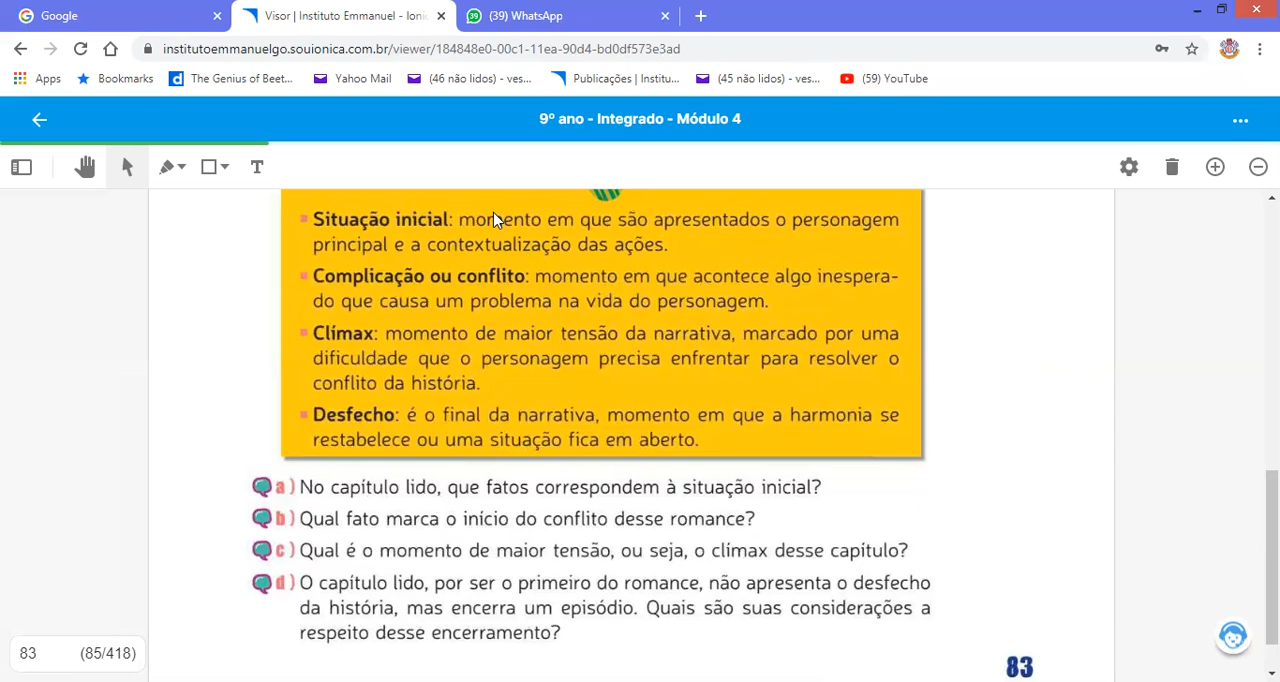 Google
Visor | Instituto Emmanuel - Ionic
(39) WhatsApp
institutoemmanuelgo.souionica.com.br/viewer/184848e0-00c1-11ea-90d4-bd0df573e3ad
Apps
Bookmarks
The Genius of Beet...
Yahoo Mail
(46 não lidos) - ves...
Publicações | Institu...
(45 não lidos) - ves...
(59) YouTube
9º ano - Integrado - Módulo 4
Situação inicial: momento em que são apresentados o personagem
principal e a contextualização das ações.
Complicação ou conflito: momento em que acontece algo inespera-
do que causa um problema na vida do personagem.
Clímax: momento de maior tensão da narrativa, marcado por uma
dificuldade que o personagem precisa enfrentar para resolver o
conflito da história.
Desfecho: é o final da narrativa, momento em que a harmonia se
restabelece ou uma situação fica em aberto.
a) No capítulo lido, que fatos correspondem à situação inicial?
b) Qual fato marca o início do conflito desse romance?
c) Qual é o momento de maior tensão, ou seja, o clímax desse capítulo?
d) O capítulo lido, por ser o primeiro do romance, não apresenta o desfecho
da história, mas encerra um episódio. Quais são suas considerações a
respeito desse encerramento?
83 (85/418)
83